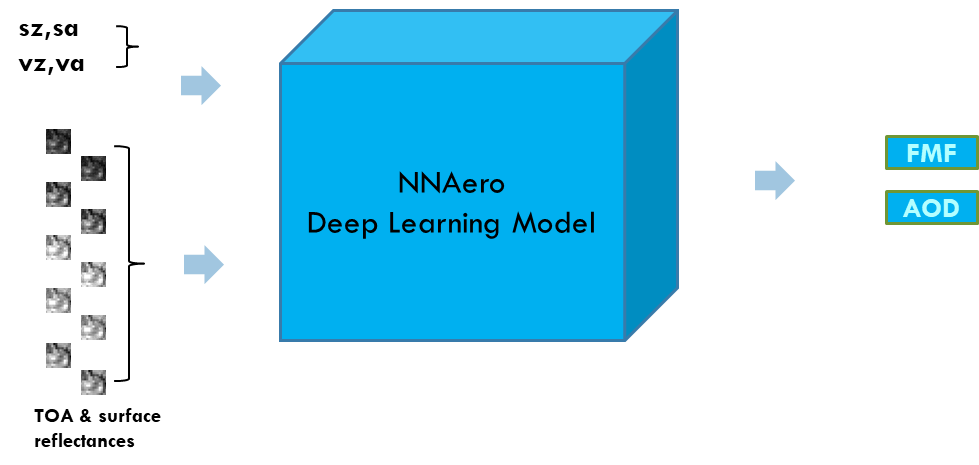 sz,sa
vz,va
TOA & surface
reflectances
NNAero
Deep Learning Model
FMF
AOD